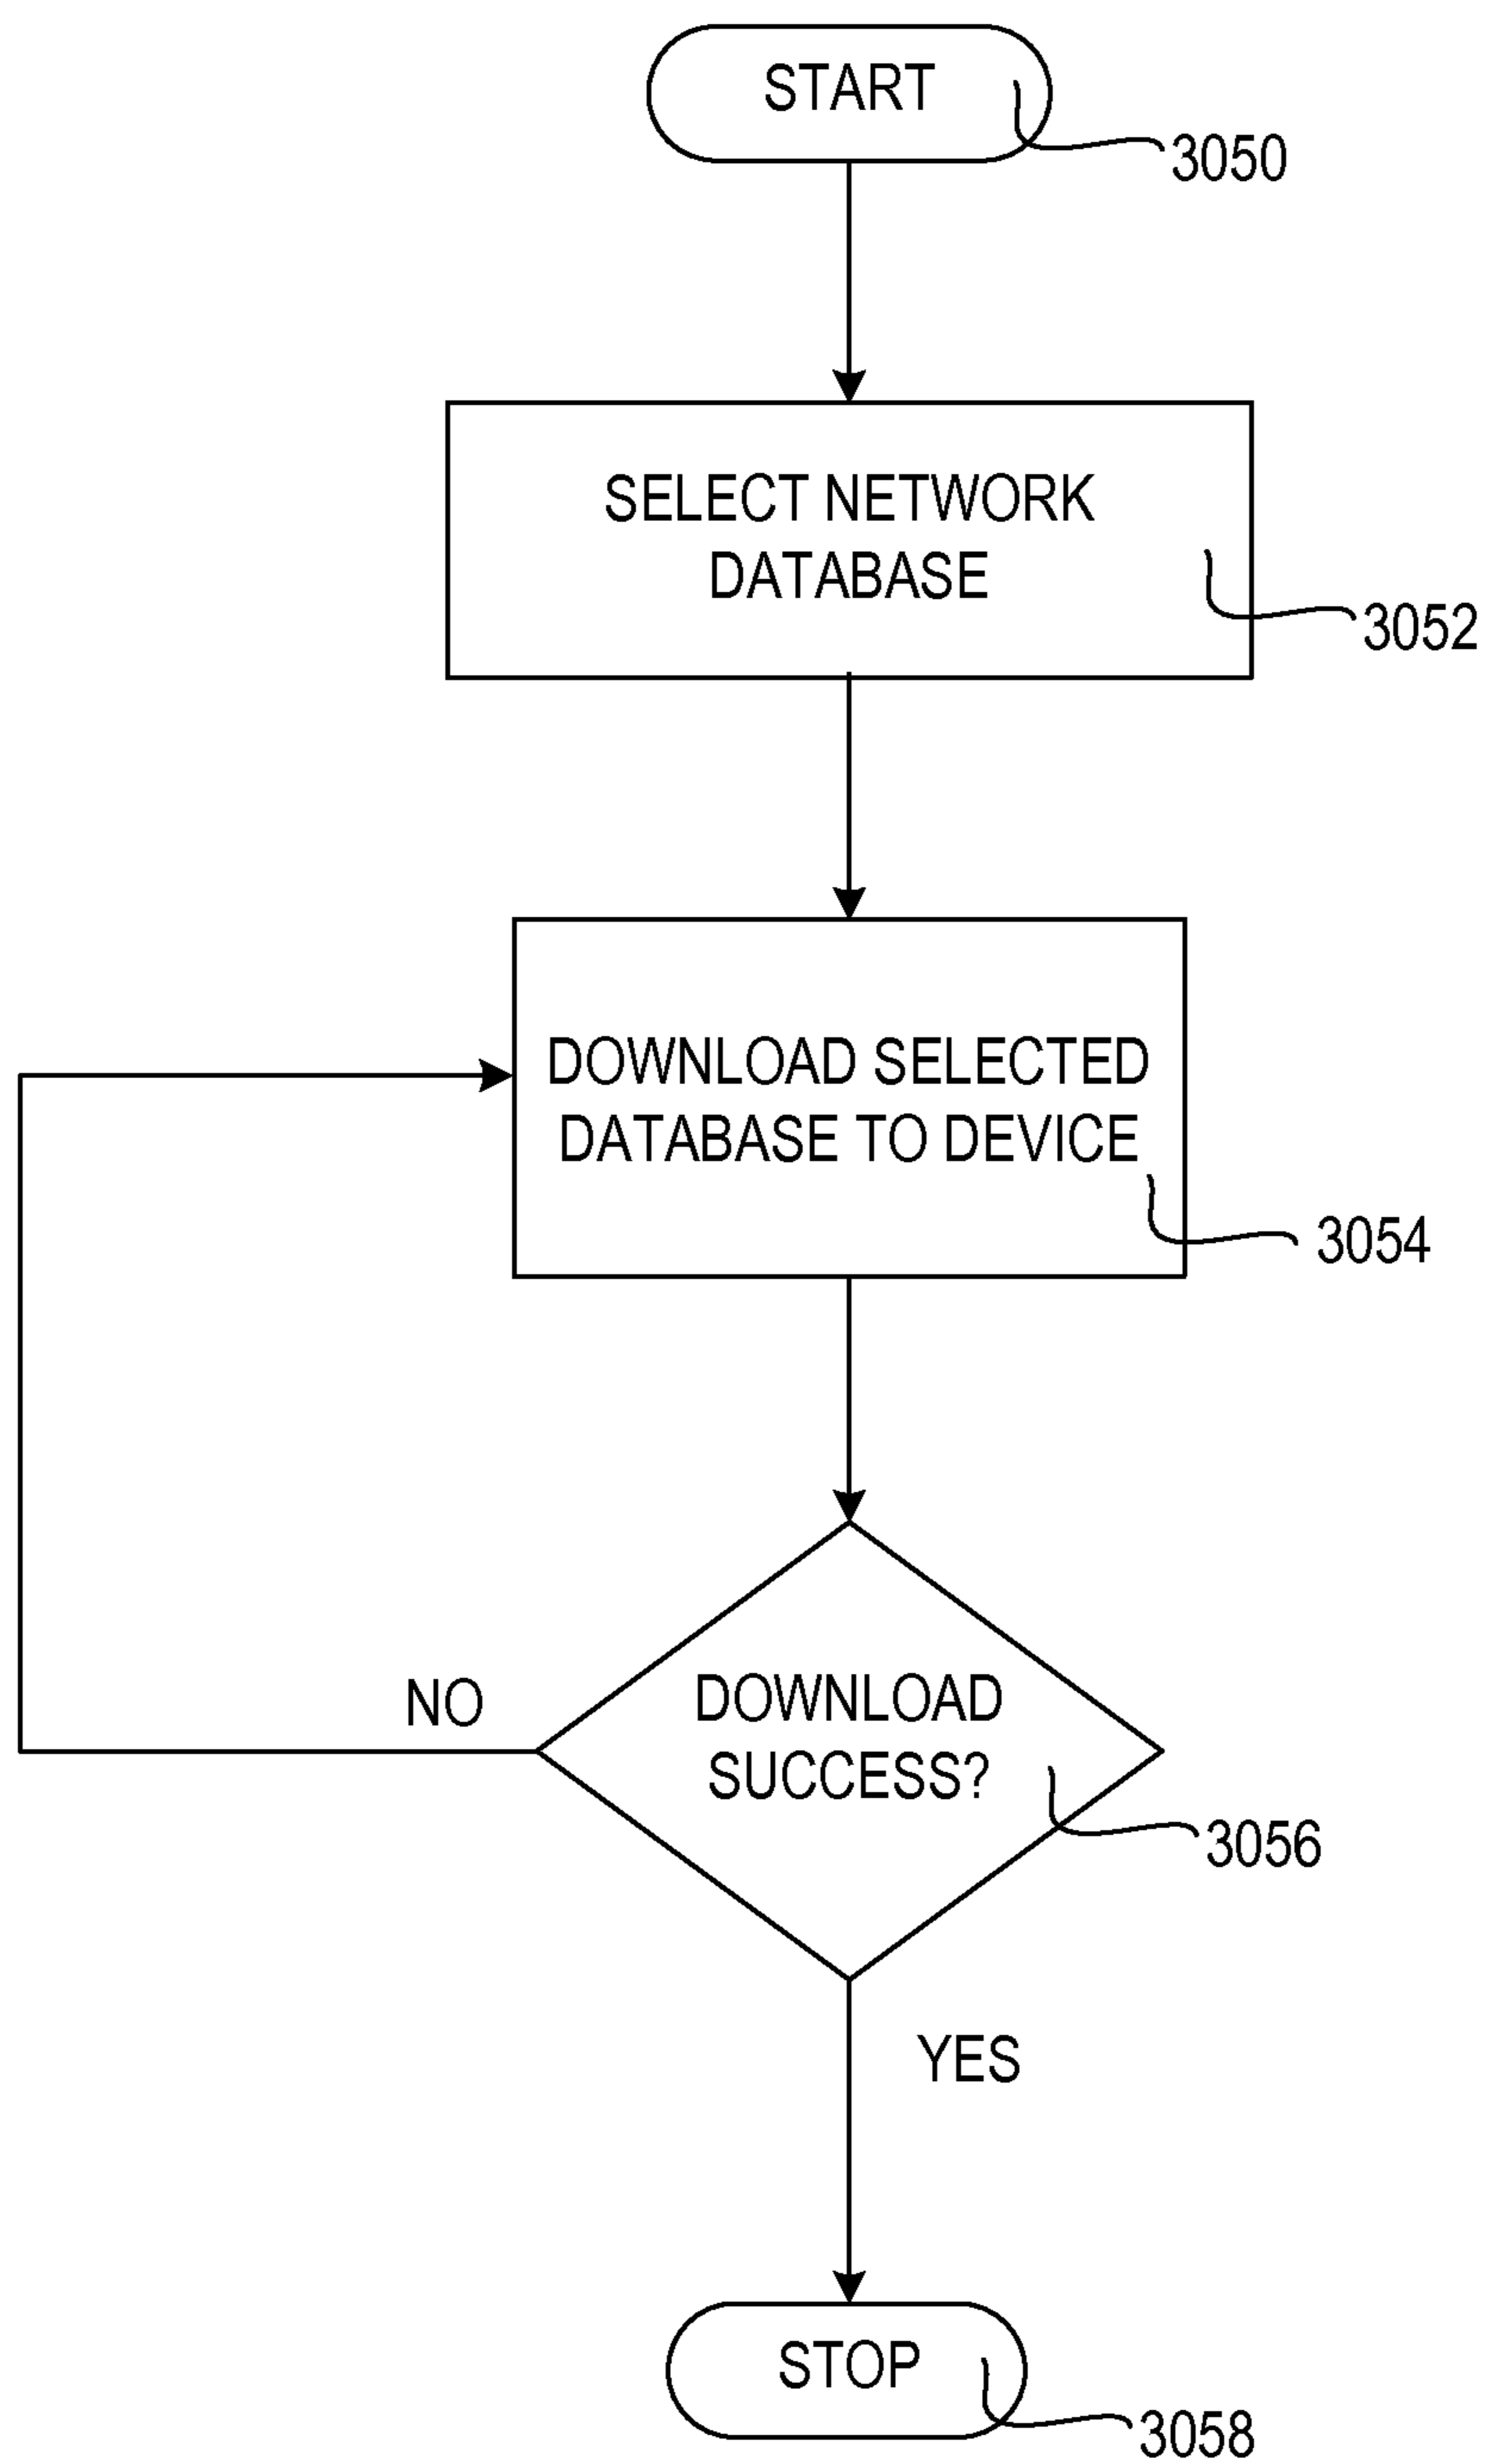 START
3050
SELECT NETWORK
DATABASE
3052
DOWNLOAD SELECTED
DATABASE TO DEVICE
3054
NO
DOWNLOAD
SUCCESS?
3056
YES
STOP
3058